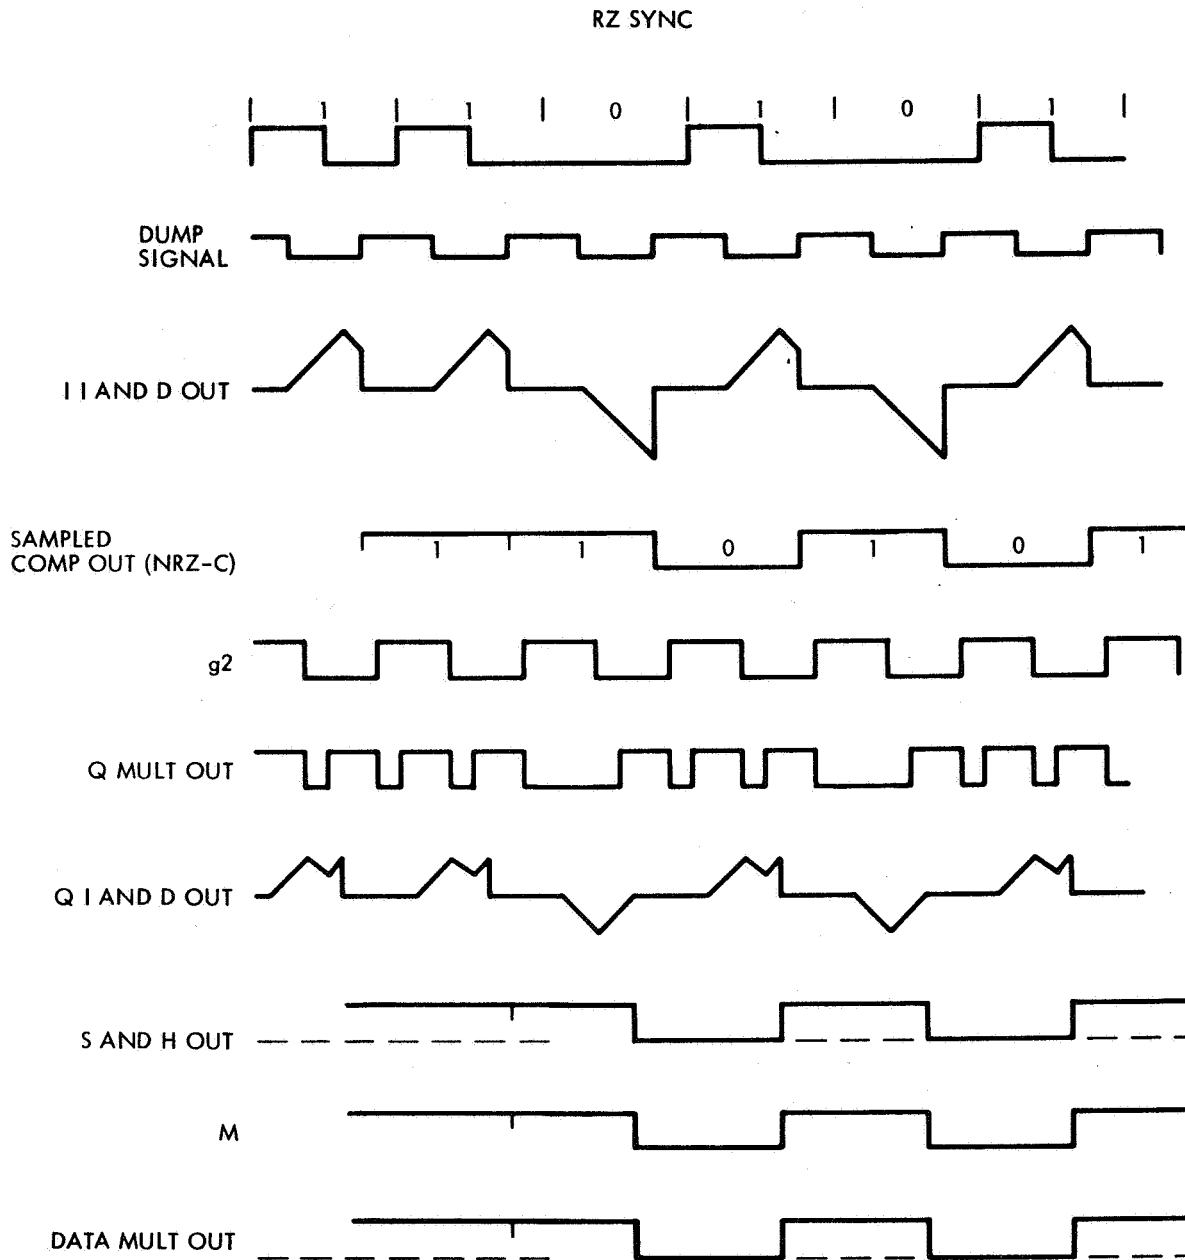 RZ SYNC
| 1 | 1 | 0 | 1 | 0 | 1 |
DUMP
SIGNAL
I I AND D OUT
SAMPLED
COMP OUT (NRZ-C)
1 1 0 1 0 1
g2
Q MULT OUT
Q I AND D OUT
S AND H OUT
M
DATA MULT OUT